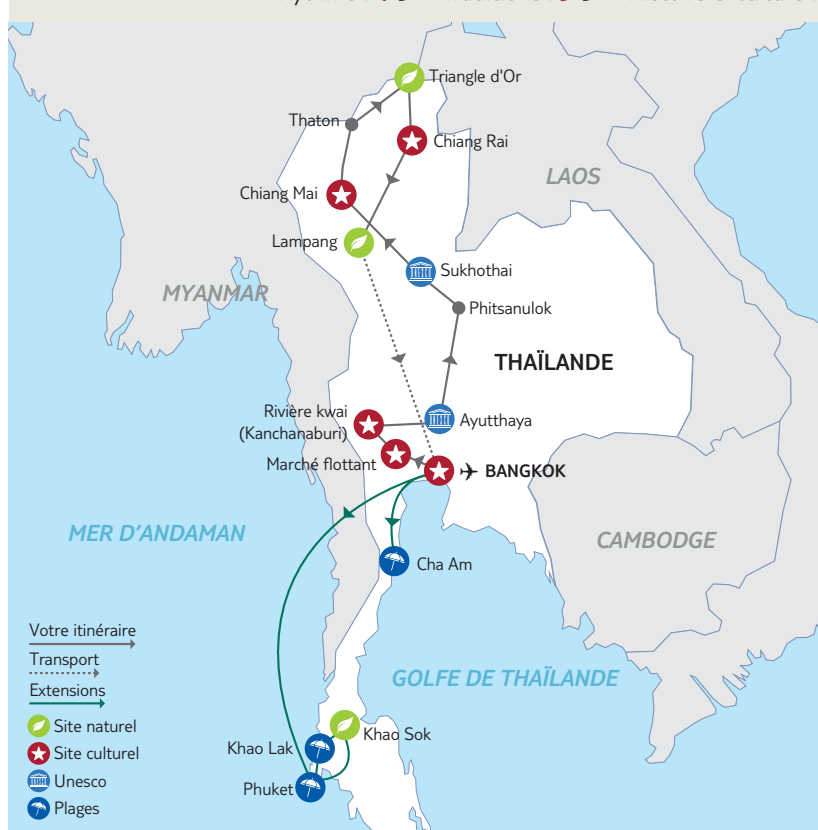 Triangle d'Or
Thaton
Chiang Rai
LAOS
Chiang Mai
Lampang
Sukhothai
MYANMAR
Phitsanulok
THAÏLANDE
Rivière kwai
(Kanchanaburi)
Ayutthaya
Marché flottant
BANGKOK
MER D'ANDAMAN
CAMBODGE
Cha Am
Votre itinéraire
Transport
GOLFE DE THAÏLANDE
Extensions
Site naturel
Khao Sok
Khao Lak
Site culturel
Unesco
Phuket
Plages